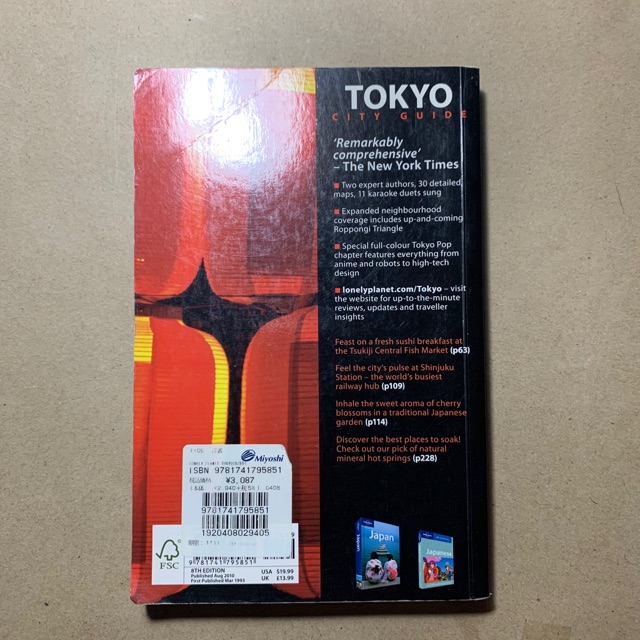 TOKYO
CITY GUIDE
'Remarkably
comprehensive'
– The New York Times
■ Two expert authors, 30 detailed
maps, 11 karaoke duets sung
■ Expanded neighbourhood
coverage includes up-and-coming
Roppongi Triangle
■ Special full-colour Tokyo Pop
chapter features everything from
anime and robots to high-tech
design
■ lonelyplanet.com/Tokyo – visit
the website for up-to-the-minute
reviews, updates and traveller
insights
Feast on a fresh sushi breakfast at
the Tsukiji Central Fish Market (p63)
Feel the city's pulse at Shinjuku
Station – the world's busiest
railway hub (p109)
Inhale the sweet aroma of cherry
blossoms in a traditional Japanese
garden (p114)
Discover the best places to soak!
Check out our pick of natural
mineral hot springs (p228)
Miyoshi
ISBN 9781741795851
¥3,087
9781741795851
1920408029405
9781741795851
FSC
8TH EDITION
Published Aug 2010
First Published Mar 1993
USA $19.99
UK £13.99
Japan
Japanese